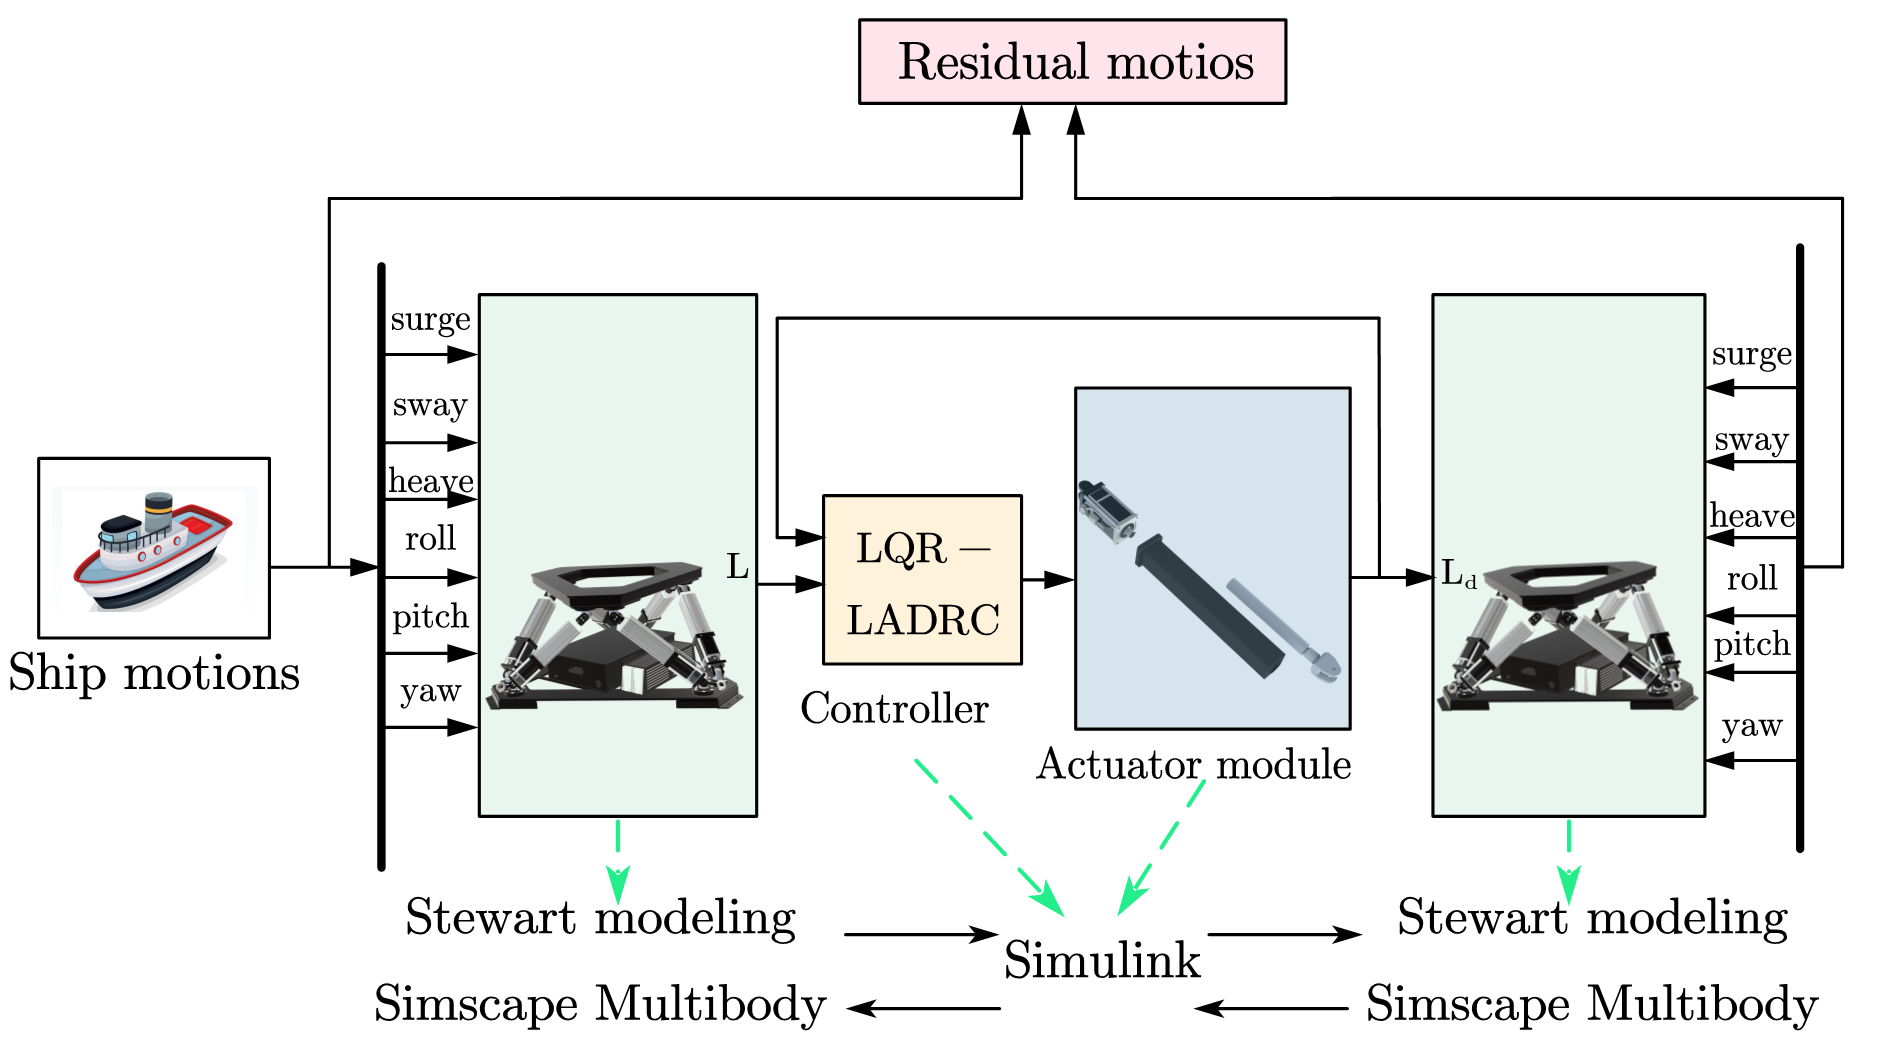 Residual motios
surge
sway
heave
roll
pitch
yaw
Ship motions
L
LQR −
LADRC
Controller
Actuator module
L_d
surge
sway
heave
roll
pitch
yaw
Stewart modeling
Simscape Multibody
Simulink
Stewart modeling
Simscape Multibody